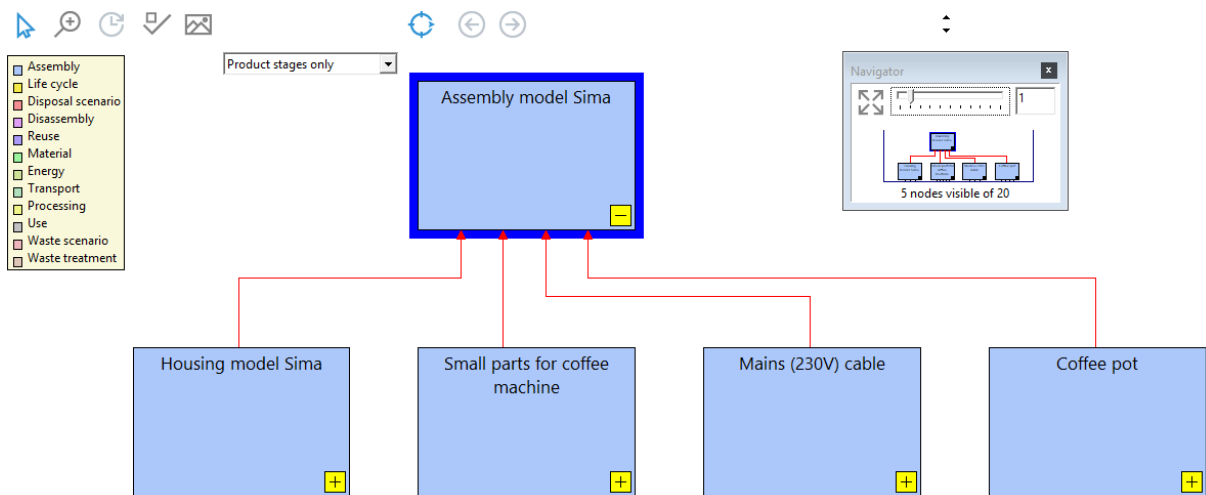 Product stages only
Assembly
Life cycle
Disposal scenario
Disassembly
Reuse
Material
Energy
Transport
Processing
Use
Waste scenario
Waste treatment
Assembly model Sima
Navigator
x
1
5 nodes visible of 20
Housing model Sima
Small parts for coffee
machine
Mains (230V) cable
Coffee pot